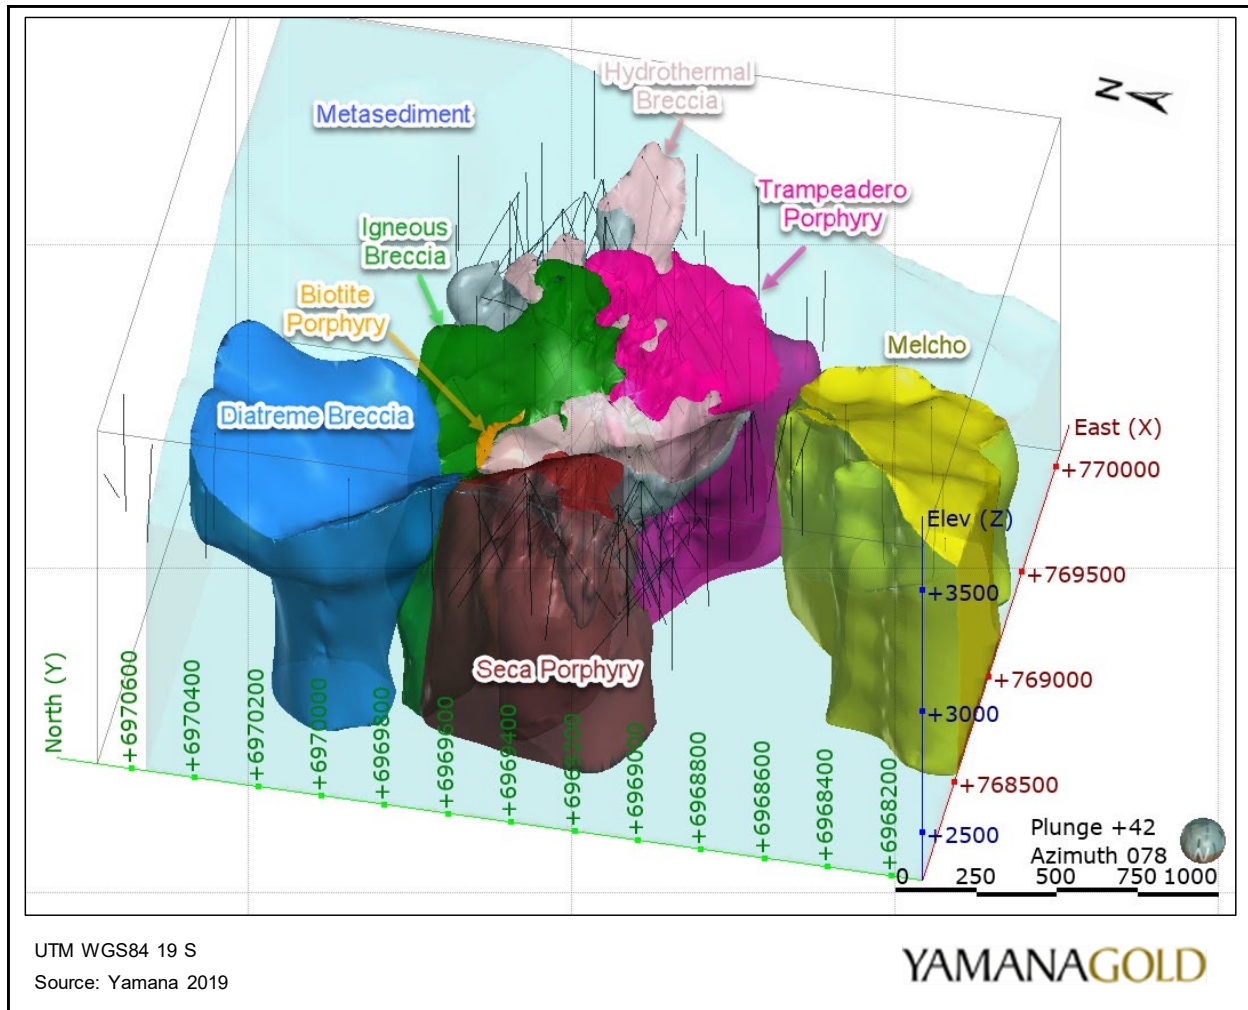 Hydrothermal
Breccia
Metasediment
Trampeadero
Porphyry
Igneous
Breccia
Biotite
Porphyry
Melcho
Diatreme Breccia
East (X)
+770000
Elev (Z)
+769500
+3500
Seca Porphyry
+769000
+3000
North (Y)
+6970600
+6970400
+6970200
+6970000
+6969800
+6969600
+6969400
+6969200
+6969000
+6968800
+6968600
+6968400
+6968200
+768500
+2500
Plunge +42
Azimuth 078
0 250 500 750 1000
UTM WGS84 19 S
Source: Yamana 2019
YAMANAGOLD